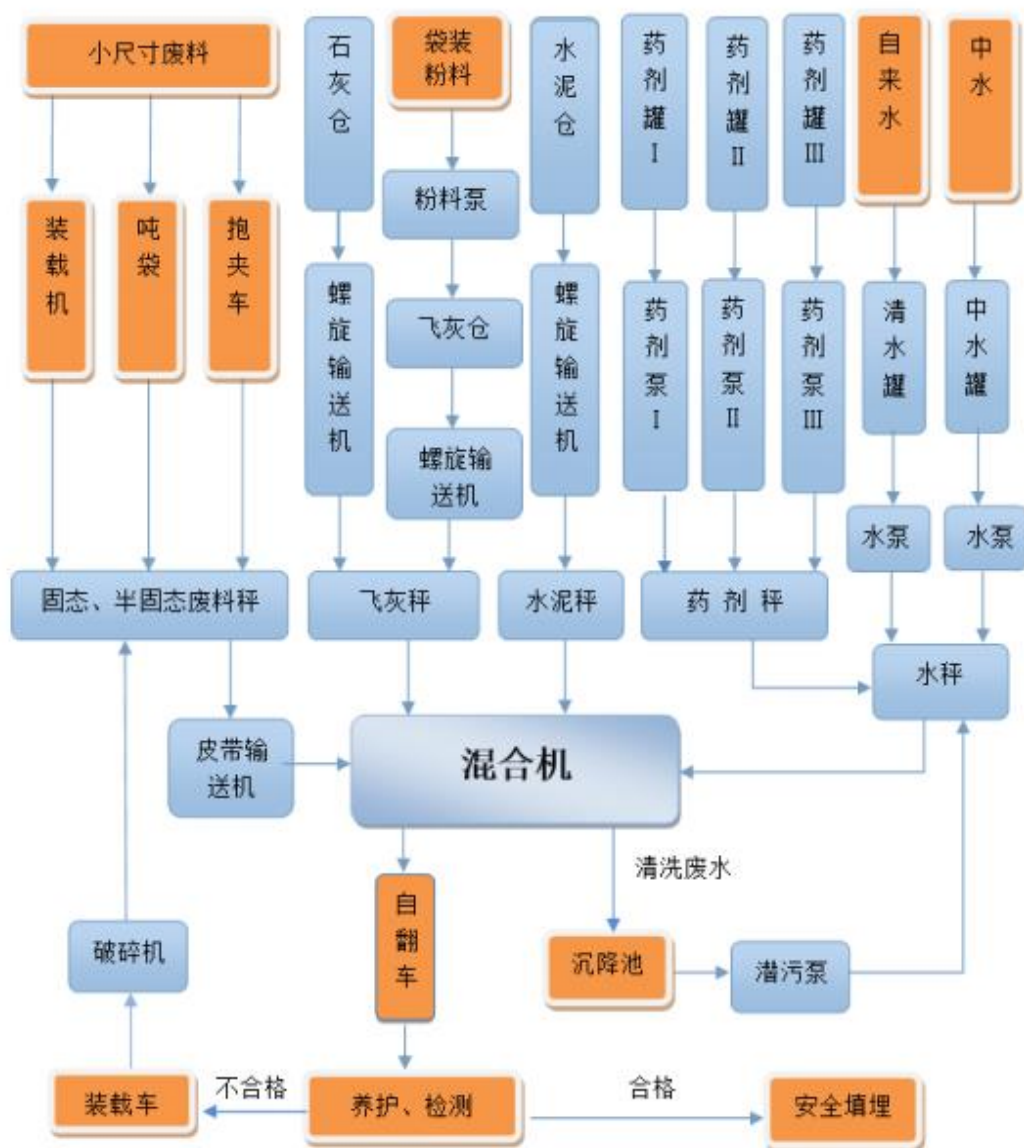 小尺寸废料
石灰仓
袋装
粉料
水泥仓
药剂罐Ⅰ
药剂罐Ⅱ
药剂罐Ⅲ
自来水
中水
装载机
吨袋
抱夹车
粉料泵
螺旋输送机
飞灰仓
螺旋输送机
药剂泵Ⅰ
药剂泵Ⅱ
药剂泵Ⅲ
清水罐
中水罐
螺旋输
送机
水泵
水泵
固态、半固态废料秤
飞灰秤
水泥秤
药 剂 秤
水秤
皮带输
送机
混合机
清洗废水
自翻车
破碎机
沉降池
潜污泵
装载车
不合格
养护、检测
合格
安全填埋